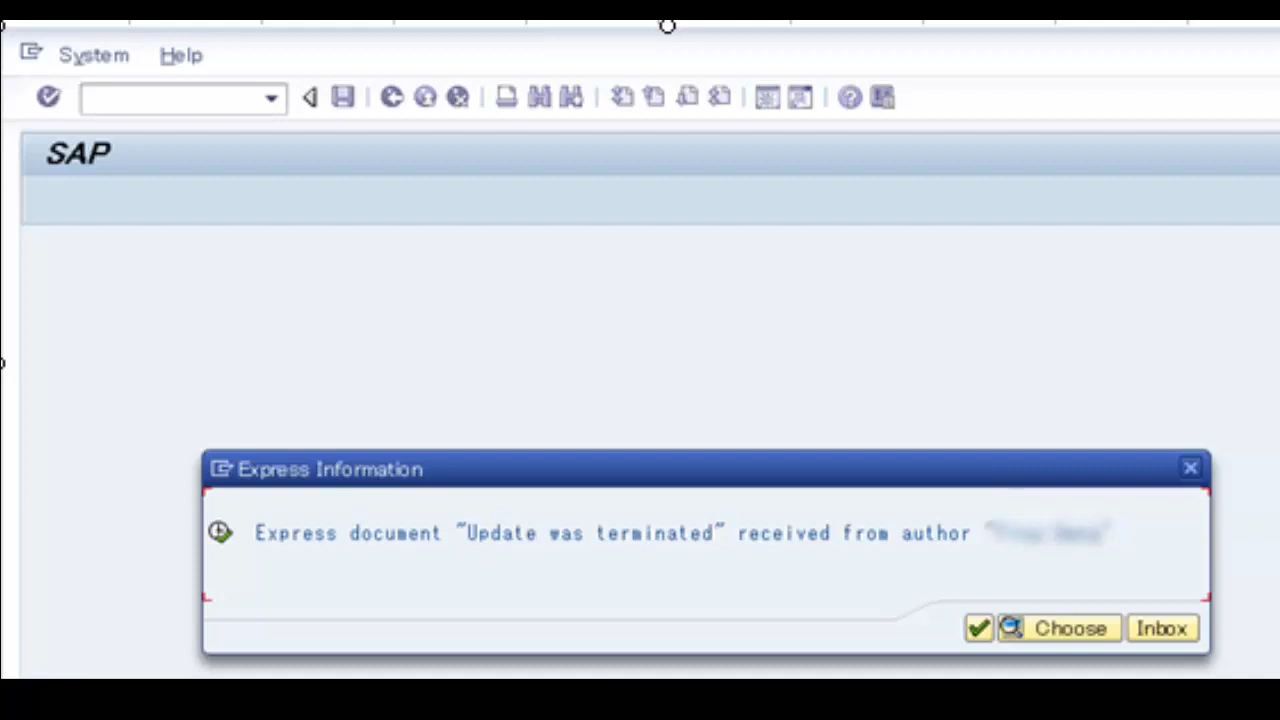 System Help
SAP
Express Information
Express document "Update was terminated" received from author
Choose Inbox